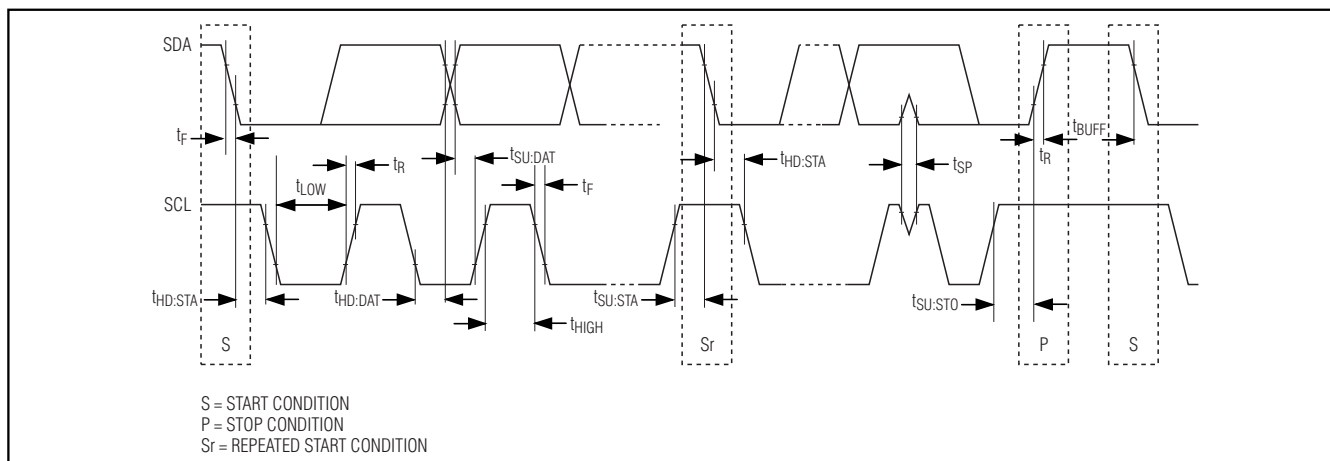 SDA
tF
tR
tSU:DAT
tF
tHD:STA
tSP
tR
tBUFF
tLOW
SCL
tHD:STA
tHD:DAT
tHIGH
tSU:STA
tSU:STO
S
Sr
P
S
S = START CONDITION
P = STOP CONDITION
Sr = REPEATED START CONDITION